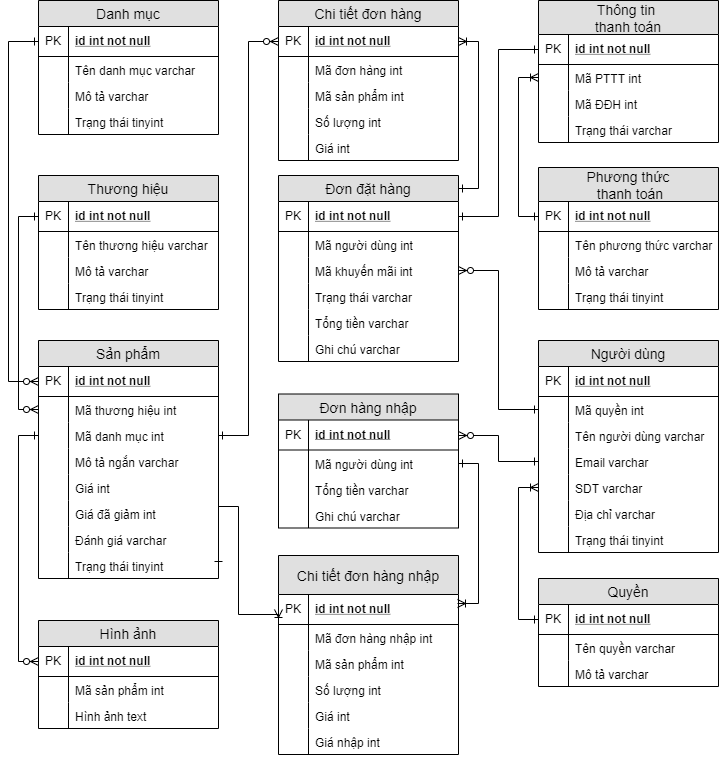 Danh mục
PK id int not null
Tên danh mục varchar
Mô tả varchar
Trạng thái tinyint
Thương hiệu
PK id int not null
Tên thương hiệu varchar
Mô tả varchar
Trạng thái tinyint
Sản phẩm
PK id int not null
Mã thương hiệu int
Mã danh mục int
Mô tả ngắn varchar
Giá int
Giá đã giảm int
Đánh giá varchar
Trạng thái tinyint
Hình ảnh
PK id int not null
Mã sản phẩm int
Hình ảnh text
Chi tiết đơn hàng
PK id int not null
Mã đơn hàng int
Mã sản phẩm int
Số lượng int
Giá int
Đơn đặt hàng
PK id int not null
Mã người dùng int
Mã khuyến mãi int
Trạng thái varchar
Tổng tiền varchar
Ghi chú varchar
Đơn hàng nhập
PK id int not null
Mã người dùng int
Tổng tiền varchar
Ghi chú varchar
Chi tiết đơn hàng nhập
PK id int not null
Mã đơn hàng nhập int
Mã sản phẩm int
Số lượng int
Giá int
Giá nhập int
Thông tin
thanh toán
PK id int not null
Mã PTTT int
Mã ĐĐH int
Trạng thái varchar
Phương thức
thanh toán
PK id int not null
Tên phương thức varchar
Mô tả varchar
Trạng thái tinyint
Người dùng
PK id int not null
Mã quyền int
Tên người dùng varchar
Email varchar
SDT varchar
Địa chỉ varchar
Trạng thái tinyint
Quyền
PK id int not null
Tên quyền varchar
Mô tả varchar